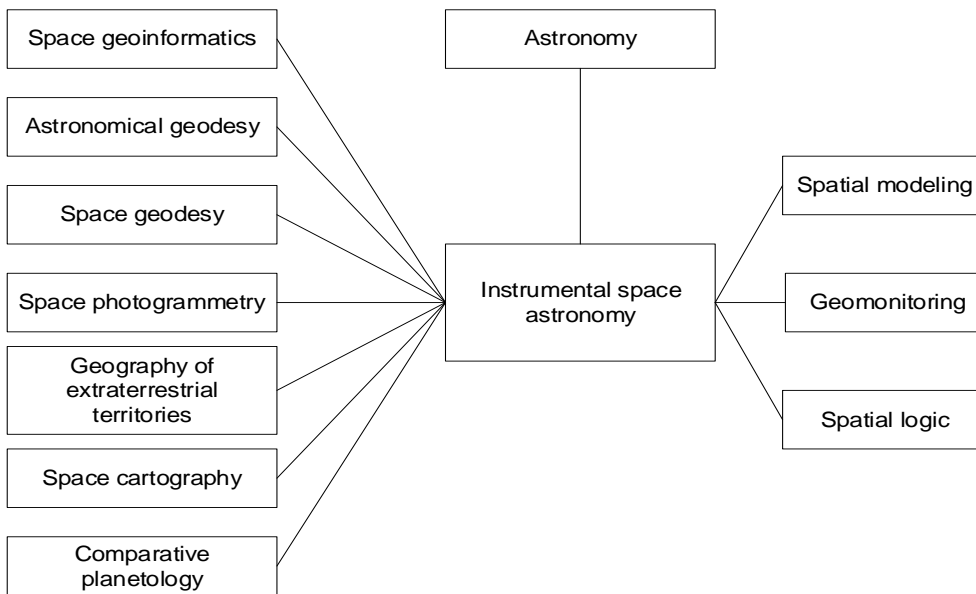 Space geoinformatics
Astronomy
Astronomical geodesy
Spatial modeling
Space geodesy
Instrumental space
astronomy
Space photogrammetry
Geomonitoring
Geography of
extraterrestrial
territories
Spatial logic
Space cartography
Comparative
planetology